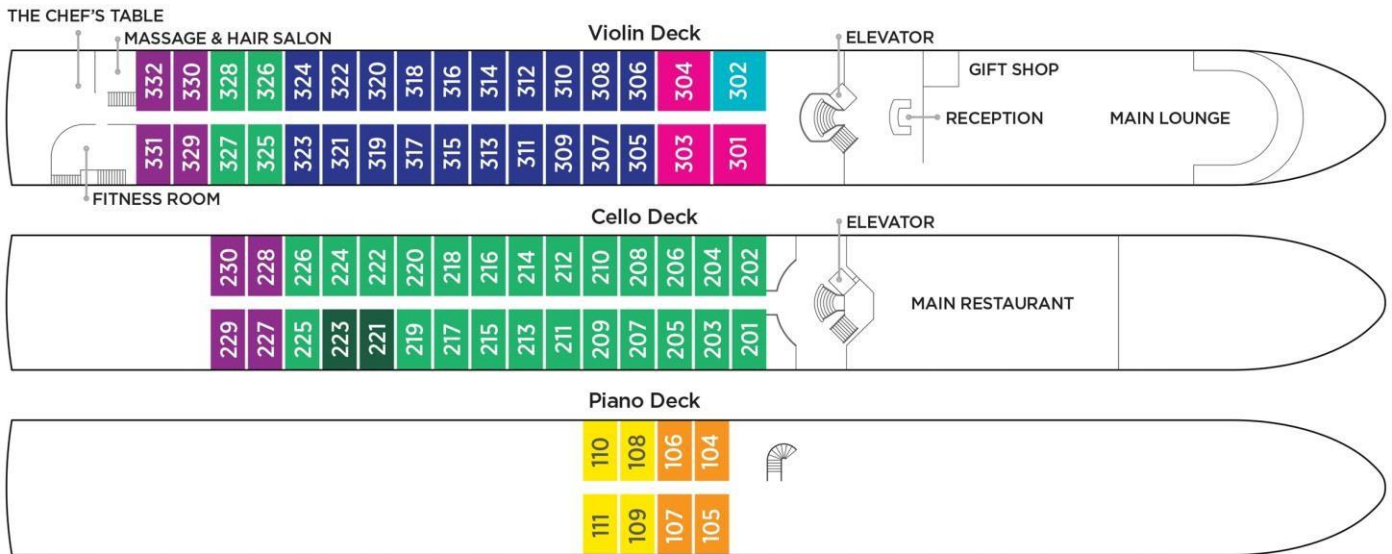 THE CHEF'S TABLE
MASSAGE & HAIR SALON
Violin Deck
ELEVATOR
332 330 328 326 324 322 320 318 316 314 312 310 308 306 304 302
GIFT SHOP
RECEPTION
MAIN LOUNGE
331 329 327 325 323 321 319 317 315 313 311 309 307 305 303 301
FITNESS ROOM
Cello Deck
ELEVATOR
230 228 226 224 222 220 218 216 214 212 210 208 206 204 202
MAIN RESTAURANT
229 227 225 223 221 219 217 215 213 211 209 207 205 203 201
Piano Deck
110 108 106 104
111 109 107 105